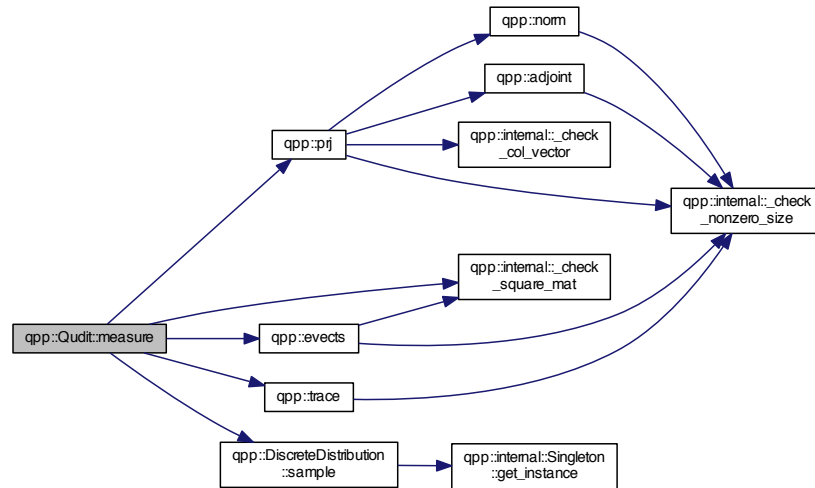 qpp::norm
qpp::adjoint
qpp::prj
qpp::internal::_check
_col_vector
qpp::internal::_check
_nonzero_size
qpp::internal::_check
_square_mat
qpp::Qudit::measure
qpp::evects
qpp::trace
qpp::DiscreteDistribution
::sample
qpp::internal::Singleton
::get_instance